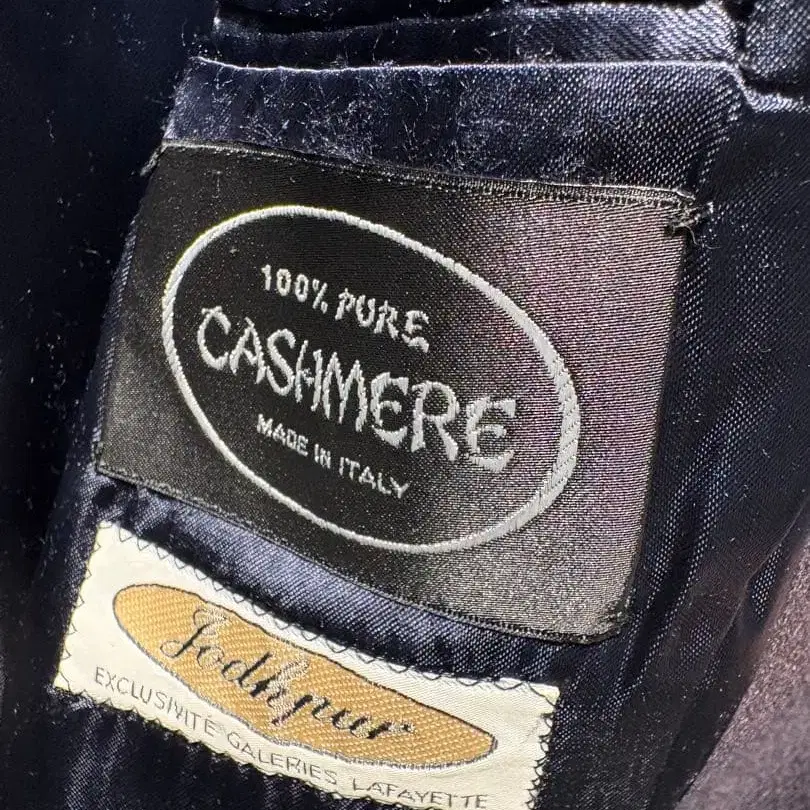 100% PURE
CASHMERE
MADE IN ITALY
Jodhpur
EXCLUSIVITÉ GALERIES LAFAYETTE